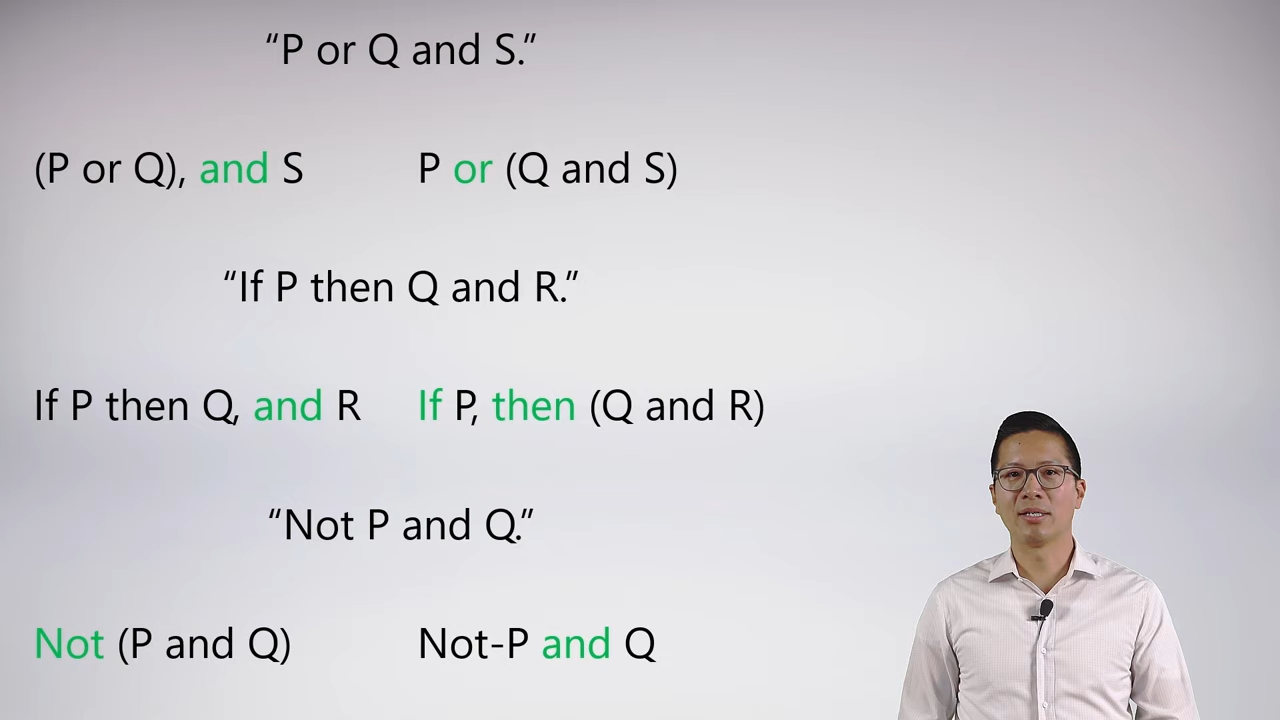 “P or Q and S.”
(P or Q), and S P or (Q and S)
“If P then Q and R.”
If P then Q, and R If P, then (Q and R)
“Not P and Q.”
Not (P and Q) Not-P and Q